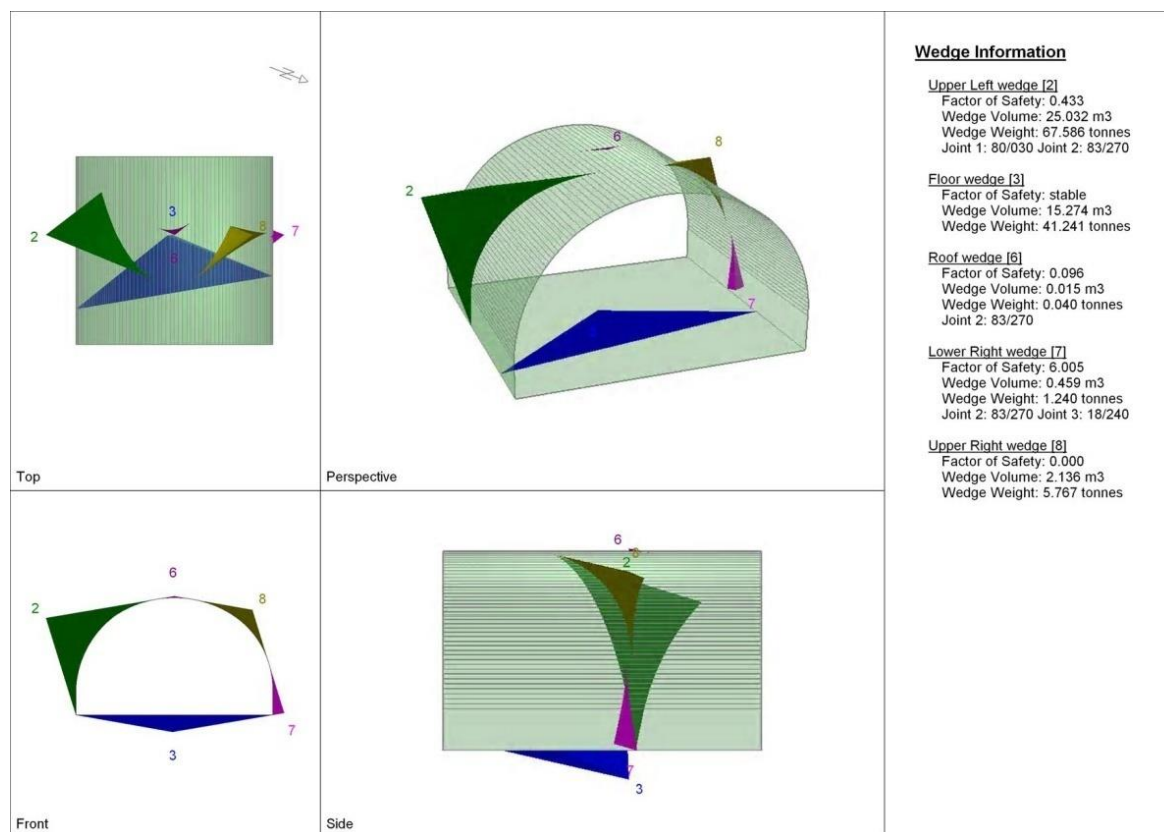 Wedge Information
Upper Left wedge [2]
Factor of Safety: 0.433
Wedge Volume: 25.032 m3
Wedge Weight: 67.586 tonnes
Joint 1: 80/030 Joint 2: 83/270
Floor wedge [3]
Factor of Safety: stable
Wedge Volume: 15.274 m3
Wedge Weight: 41.241 tonnes
Roof wedge [6]
Factor of Safety: 0.096
Wedge Volume: 0.015 m3
Wedge Weight: 0.040 tonnes
Joint 2: 83/270
Lower Right wedge [7]
Factor of Safety: 6.005
Wedge Volume: 0.459 m3
Wedge Weight: 1.240 tonnes
Joint 2: 83/270 Joint 3: 18/240
Upper Right wedge [8]
Factor of Safety: 0.000
Wedge Volume: 2.136 m3
Wedge Weight: 5.767 tonnes
N
3
2
8
7
6
Top
6
8
2
7
3
Perspective
6
2
8
7
3
Front
6
8
2
7
3
Side